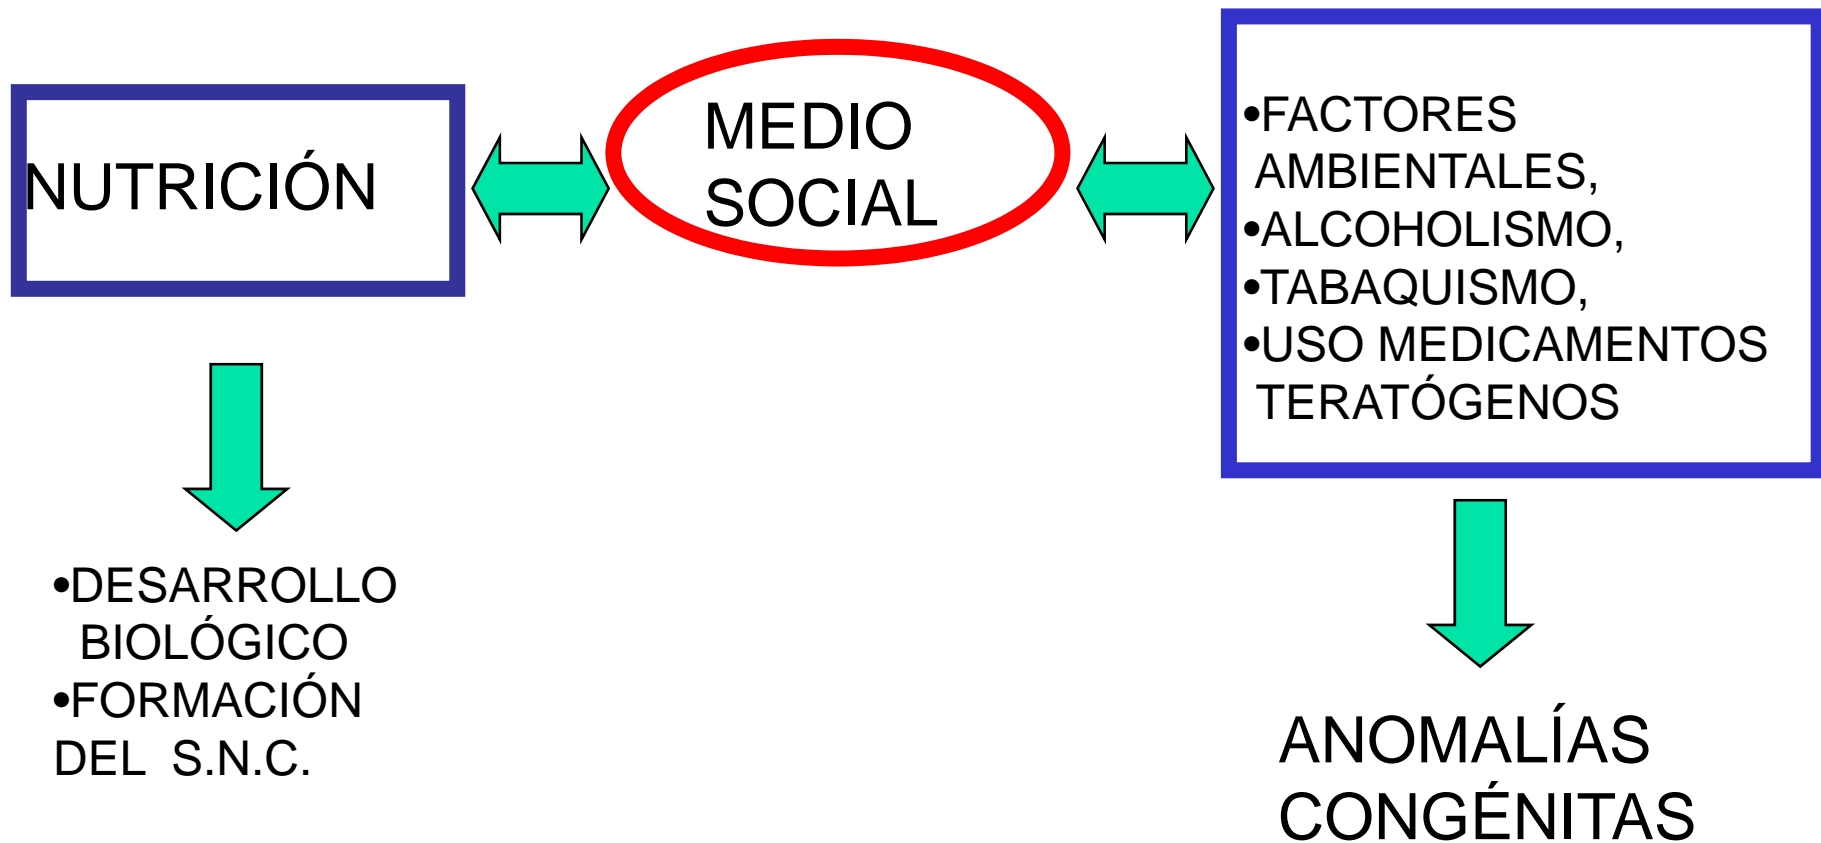 NUTRICIÓN
MEDIO
SOCIAL
•FACTORES
AMBIENTALES,
•ALCOHOLISMO,
•TABAQUISMO,
•USO MEDICAMENTOS
TERATÓGENOS
•DESARROLLO
BIOLÓGICO
•FORMACIÓN
DEL S.N.C.
ANOMALÍAS
CONGÉNITAS